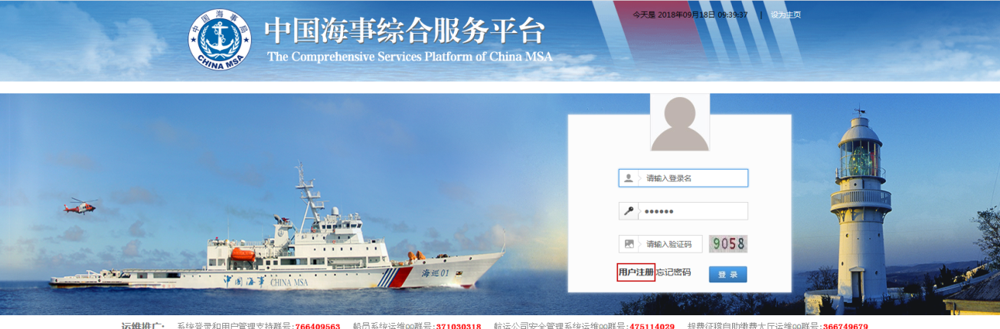 中国海事局
CHINA MSA
中国海事综合服务平台
The Comprehensive Services Platform of China MSA
今天是 2018年09月18日 09:39:37 | 设为主页
请输入登录名
●●●●●●
请输入验证码
9058
用户注册 忘记密码
登 录
中国海事 CHINA MSA
海巡01
运维推广: 系统登录和用户管理支持群号:766409563 船员系统运维QQ群号:371030318 航运公司安全管理系统运维QQ群号:475114029 规费征稽自助缴费大厅运维QQ群号:366749679